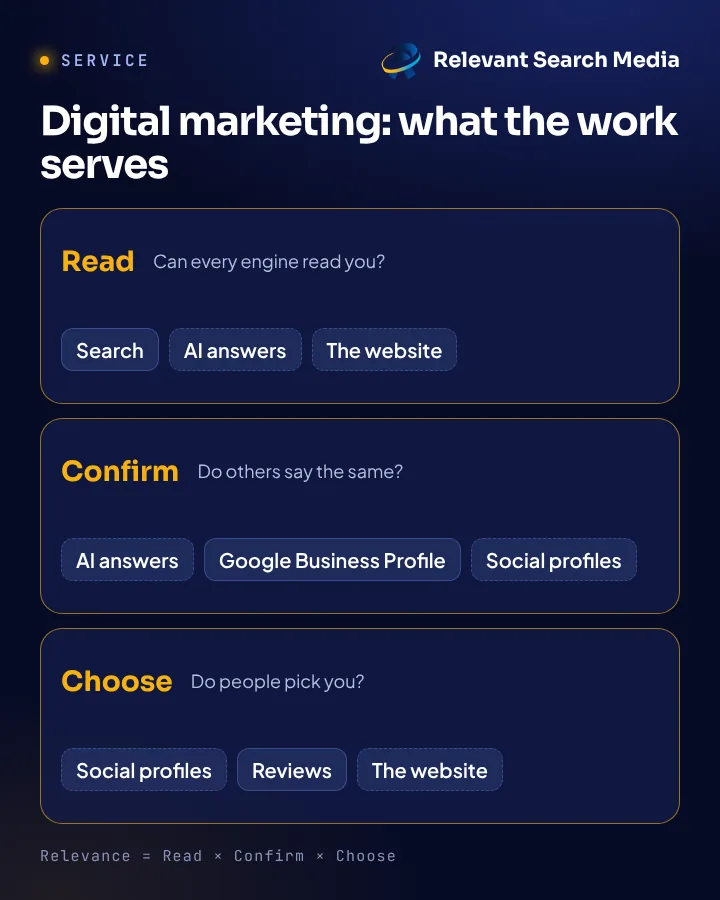 SERVICE
Relevant Search Media
Digital marketing: what the work
serves
Read Can every engine read you?
Search AI answers The website
Confirm Do others say the same?
AI answers Google Business Profile Social profiles
Choose Do people pick you?
Social profiles Reviews The website
Relevance = Read × Confirm × Choose